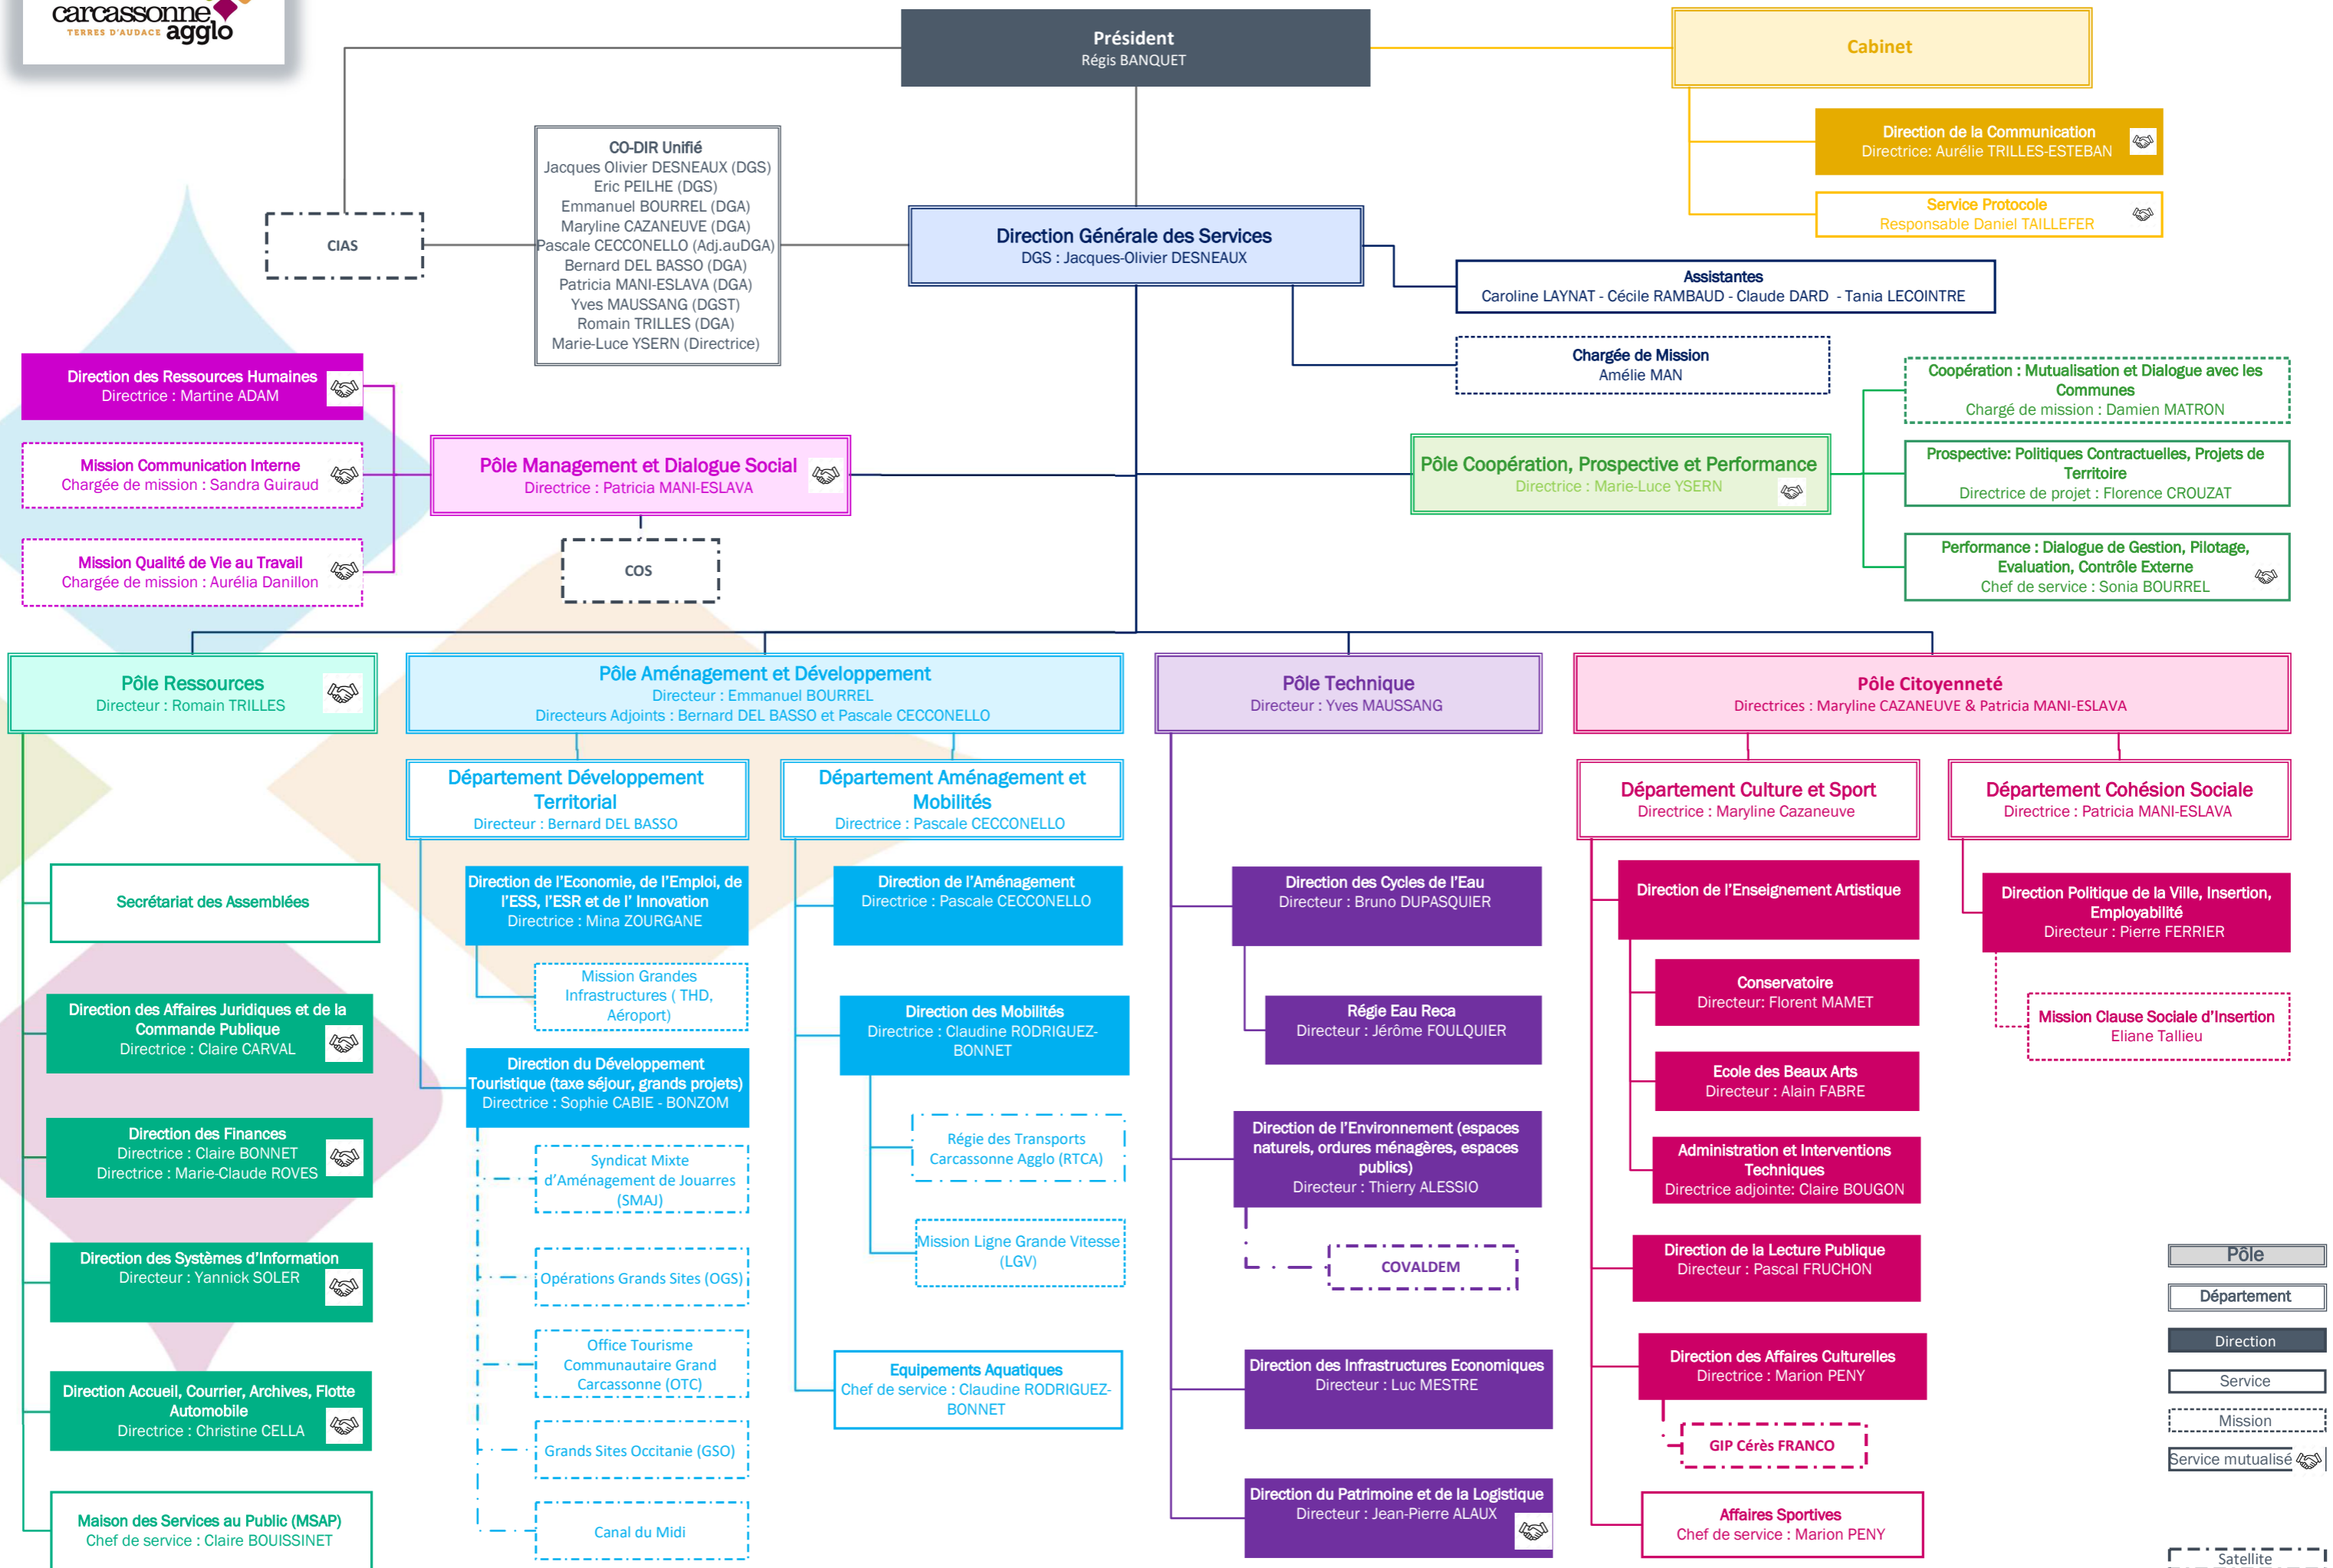 carcassonne
TERRES D'AUDACE agglo
Président
Régis BANQUET
Cabinet
Direction de la Communication
Directrice: Aurélie TRILLES-ESTEBAN
Service Protocole
Responsable Daniel TAILLEFER
CO-DIR Unifié
Jacques Olivier DESNEAUX (DGS)
Eric PEILHE (DGS)
Emmanuel BOURREL (DGA)
Maryline CAZANEUVE (DGA)
Pascale CECCONELLO (Adj.auDGA)
Bernard DEL BASSO (DGA)
Patricia MANI-ESLAVA (DGA)
Yves MAUSSANG (DGST)
Romain TRILLES (DGA)
Marie-Luce YSERN (Directrice)
CIAS
Direction Générale des Services
DGS : Jacques-Olivier DESNEAUX
Assistantes
Caroline LAYNAT - Cécile RAMBAUD - Claude DARD - Tania LECOINTRE
Chargée de Mission
Amélie MAN
Direction des Ressources Humaines
Directrice : Martine ADAM
Mission Communication Interne
Chargée de mission : Sandra Guiraud
Mission Qualité de Vie au Travail
Chargée de mission : Aurélia Danillon
Pôle Management et Dialogue Social
Directrice : Patricia MANI-ESLAVA
COS
Pôle Coopération, Prospective et Performance
Directrice : Marie-Luce YSERN
Coopération : Mutualisation et Dialogue avec les
Communes
Chargé de mission : Damien MATRON
Prospective: Politiques Contractuelles, Projets de
Territoire
Directrice de projet : Florence CROUZAT
Performance : Dialogue de Gestion, Pilotage,
Evaluation, Contrôle Externe
Chef de service : Sonia BOURREL
Pôle Ressources
Directeur : Romain TRILLES
Secrétariat des Assemblées
Direction des Affaires Juridiques et de la
Commande Publique
Directrice : Claire CARVAL
Direction des Finances
Directrice : Claire BONNET
Directrice : Marie-Claude ROVES
Direction des Systèmes d'Information
Directeur : Yannick SOLER
Direction Accueil, Courrier, Archives, Flotte
Automobile
Directrice : Christine CELLA
Maison des Services au Public (MSAP)
Chef de service : Claire BOUISSINET
Pôle Aménagement et Développement
Directeur : Emmanuel BOURREL
Directeurs Adjoints : Bernard DEL BASSO et Pascale CECCONELLO
Département Développement
Territorial
Directeur : Bernard DEL BASSO
Direction de l'Economie, de l'Emploi, de
l'ESS, l'ESR et de l' Innovation
Directrice : Mina ZOURGANE
Mission Grandes
Infrastructures ( THD,
Aéroport)
Direction du Développement
Touristique (taxe séjour, grands projets)
Directrice : Sophie CABIE - BONZOM
Syndicat Mixte
d'Aménagement de Jouarres
(SMAJ)
Opérations Grands Sites (OGS)
Office Tourisme
Communautaire Grand
Carcassonne (OTC)
Grands Sites Occitanie (GSO)
Canal du Midi
Département Aménagement et
Mobilités
Directrice : Pascale CECCONELLO
Direction de l'Aménagement
Directrice : Pascale CECCONELLO
Direction des Mobilités
Directrice : Claudine RODRIGUEZ-
BONNET
Régie des Transports
Carcassonne Agglo (RTCA)
Mission Ligne Grande Vitesse
(LGV)
Equipements Aquatiques
Chef de service : Claudine RODRIGUEZ-
BONNET
Pôle Technique
Directeur : Yves MAUSSANG
Direction des Cycles de l'Eau
Directeur : Bruno DUPASQUIER
Régie Eau Reca
Directeur : Jérôme FOULQUIER
Direction de l'Environnement (espaces
naturels, ordures ménagères, espaces
publics)
Directeur : Thierry ALESSIO
COVALDEM
Direction des Infrastructures Economiques
Directeur : Luc MESTRE
Direction du Patrimoine et de la Logistique
Directeur : Jean-Pierre ALAUX
Pôle Citoyenneté
Directrices : Maryline CAZANEUVE & Patricia MANI-ESLAVA
Département Culture et Sport
Directrice : Maryline Cazaneuve
Direction de l'Enseignement Artistique
Conservatoire
Directeur: Florent MAMET
Ecole des Beaux Arts
Directeur : Alain FABRE
Administration et Interventions
Techniques
Directrice adjointe: Claire BOUGON
Direction de la Lecture Publique
Directeur : Pascal FRUCHON
Direction des Affaires Culturelles
Directrice : Marion PENY
GIP Cérès FRANCO
Affaires Sportives
Chef de service : Marion PENY
Département Cohésion Sociale
Directrice : Patricia MANI-ESLAVA
Direction Politique de la Ville, Insertion,
Employabilité
Directeur : Pierre FERRIER
Mission Clause Sociale d'Insertion
Eliane Tallieu
Pôle
Département
Direction
Service
Mission
Service mutualisé
Satellite